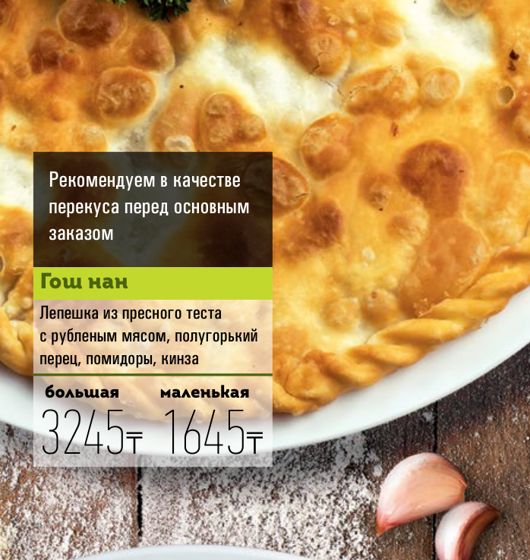 Рекомендуем в качестве
перекуса перед основным
заказом
Гош нан
Лепешка из пресного теста
с рубленым мясом, полугорький
перец, помидоры, кинза
большая маленькая
3245₸ 1645₸